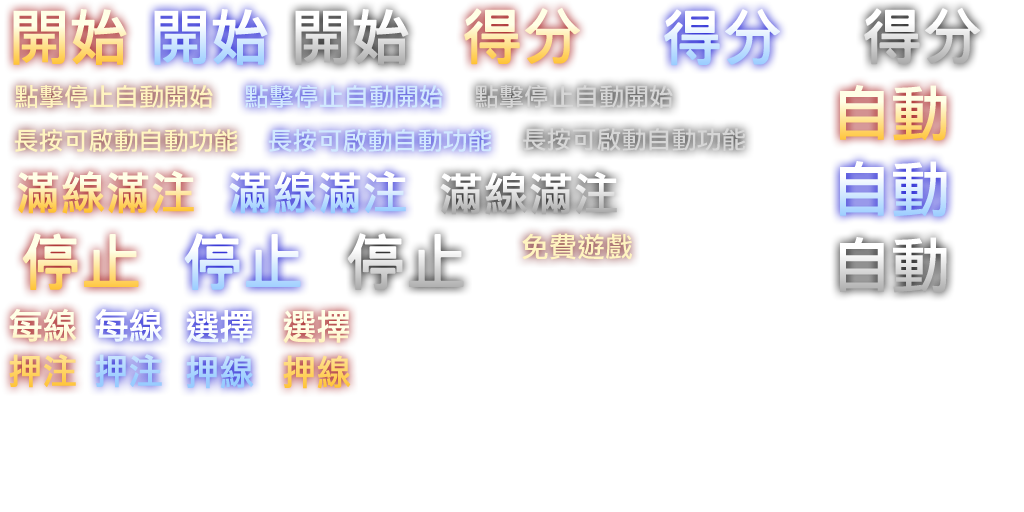 開始 開始 開始 得分 得分 得分
點擊停止自動開始 點擊停止自動開始 點擊停止自動開始 自動
長按可啟動自動功能 長按可啟動自動功能 長按可啟動自動功能
滿線滿注 滿線滿注 滿線滿注 自動
停止 停止 停止 免費遊戲 自動
每線 每線 選擇 選擇
押注 押注 押線 押線